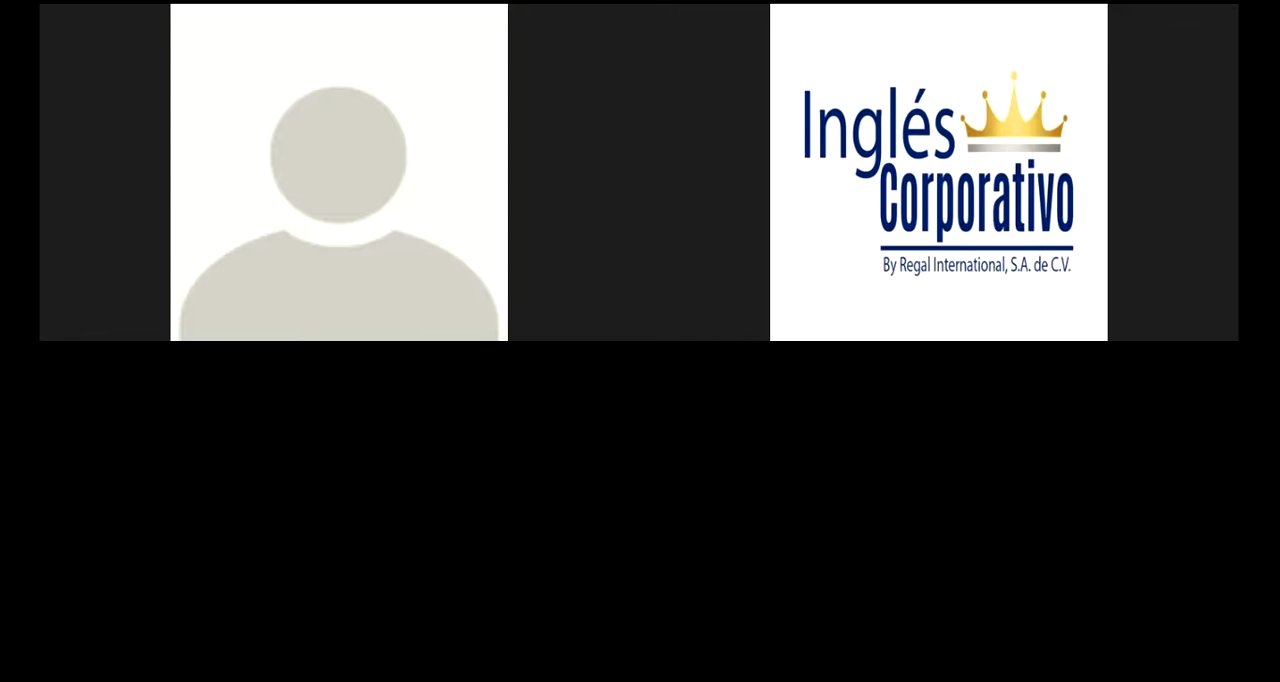 Inglés
Corporativo
By Regal International, S.A. de C.V.